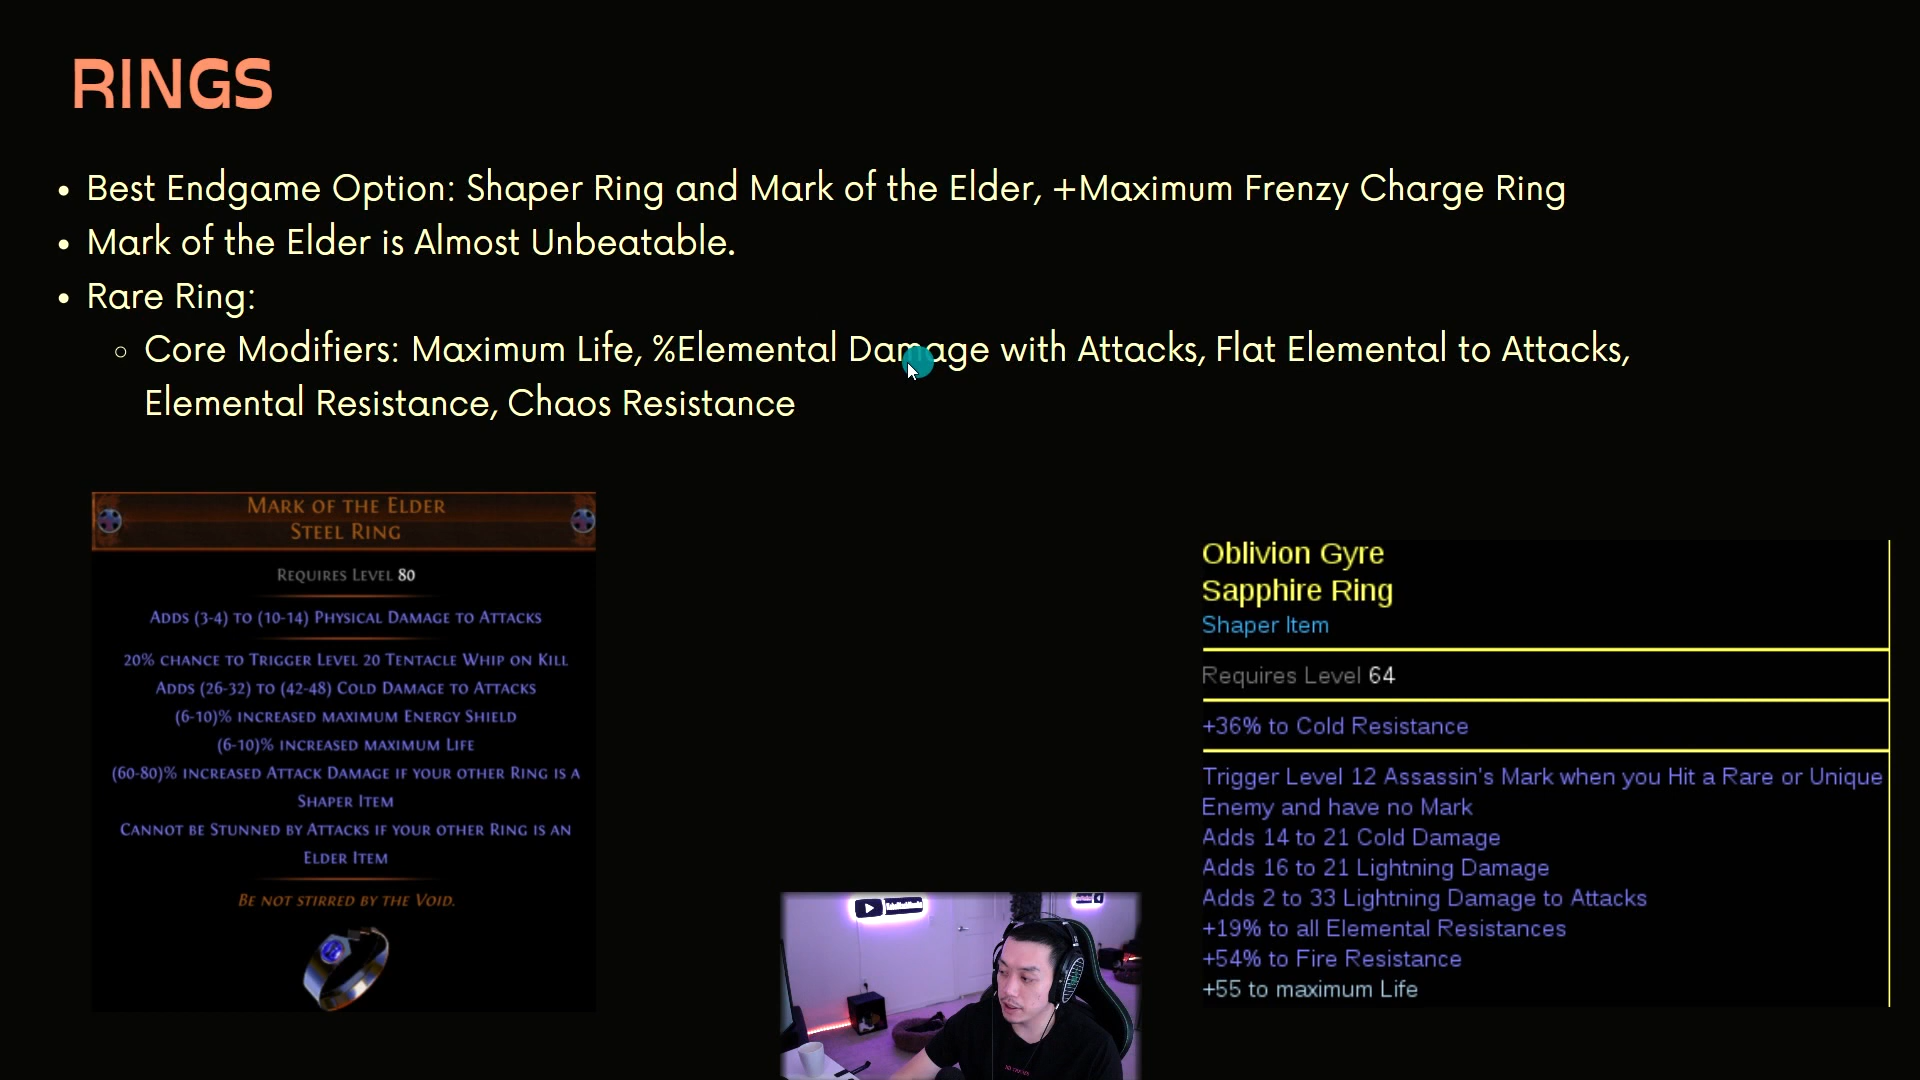 RINGS
• Best Endgame Option: Shaper Ring and Mark of the Elder, +Maximum Frenzy Charge Ring
• Mark of the Elder is Almost Unbeatable.
• Rare Ring:
◦ Core Modifiers: Maximum Life, %Elemental Damage with Attacks, Flat Elemental to Attacks,
Elemental Resistance, Chaos Resistance
Mark of the Elder
Steel Ring
Requires Level 80
Adds (3-4) to (10-14) Physical Damage to Attacks
20% chance to Trigger Level 20 Tentacle Whip on Kill
Adds (26-32) to (42-48) Cold Damage to Attacks
(6-10)% increased maximum Energy Shield
(6-10)% increased maximum Life
(60-80)% increased Attack Damage if your other Ring is a
Shaper Item
Cannot be Stunned by Attacks if your other Ring is an
Elder Item
Be not stirred by the Void.
Oblivion Gyre
Sapphire Ring
Shaper Item
Requires Level 64
+36% to Cold Resistance
Trigger Level 12 Assassin's Mark when you Hit a Rare or Unique
Enemy and have no Mark
Adds 14 to 21 Cold Damage
Adds 16 to 21 Lightning Damage
Adds 2 to 33 Lightning Damage to Attacks
+19% to all Elemental Resistances
+54% to Fire Resistance
+55 to maximum Life